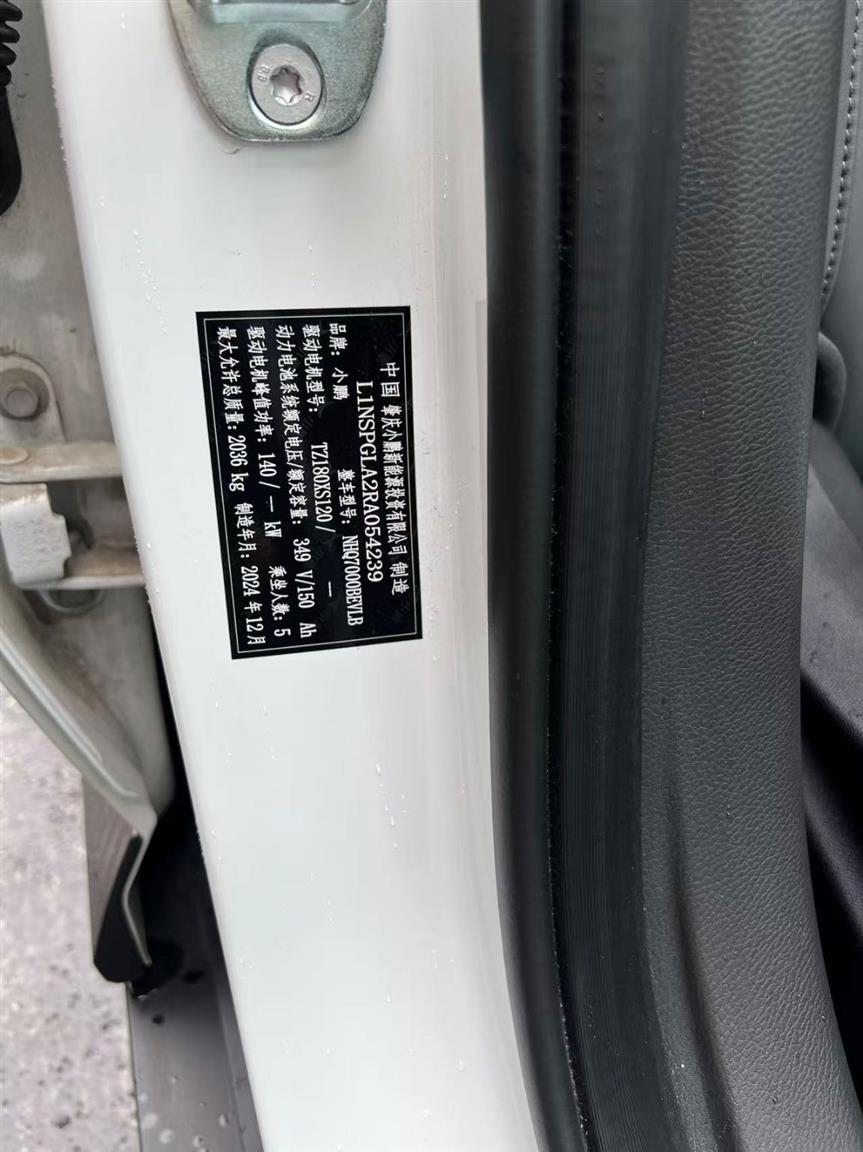 中国 肇庆小鹏新能源投资有限公司 制造
L1NSPGLA2RA054239
品牌: 小鹏 整车型号: NHQ7000BEVLB
驱动电机型号: TZ180XS120/ —
动力电池系统额定电压/额定容量: 349 V/150 Ah
驱动电机峰值功率: 140/ — kW 乘坐人数: 5
最大允许总质量: 2036 kg 制造年月: 2024 年 12月